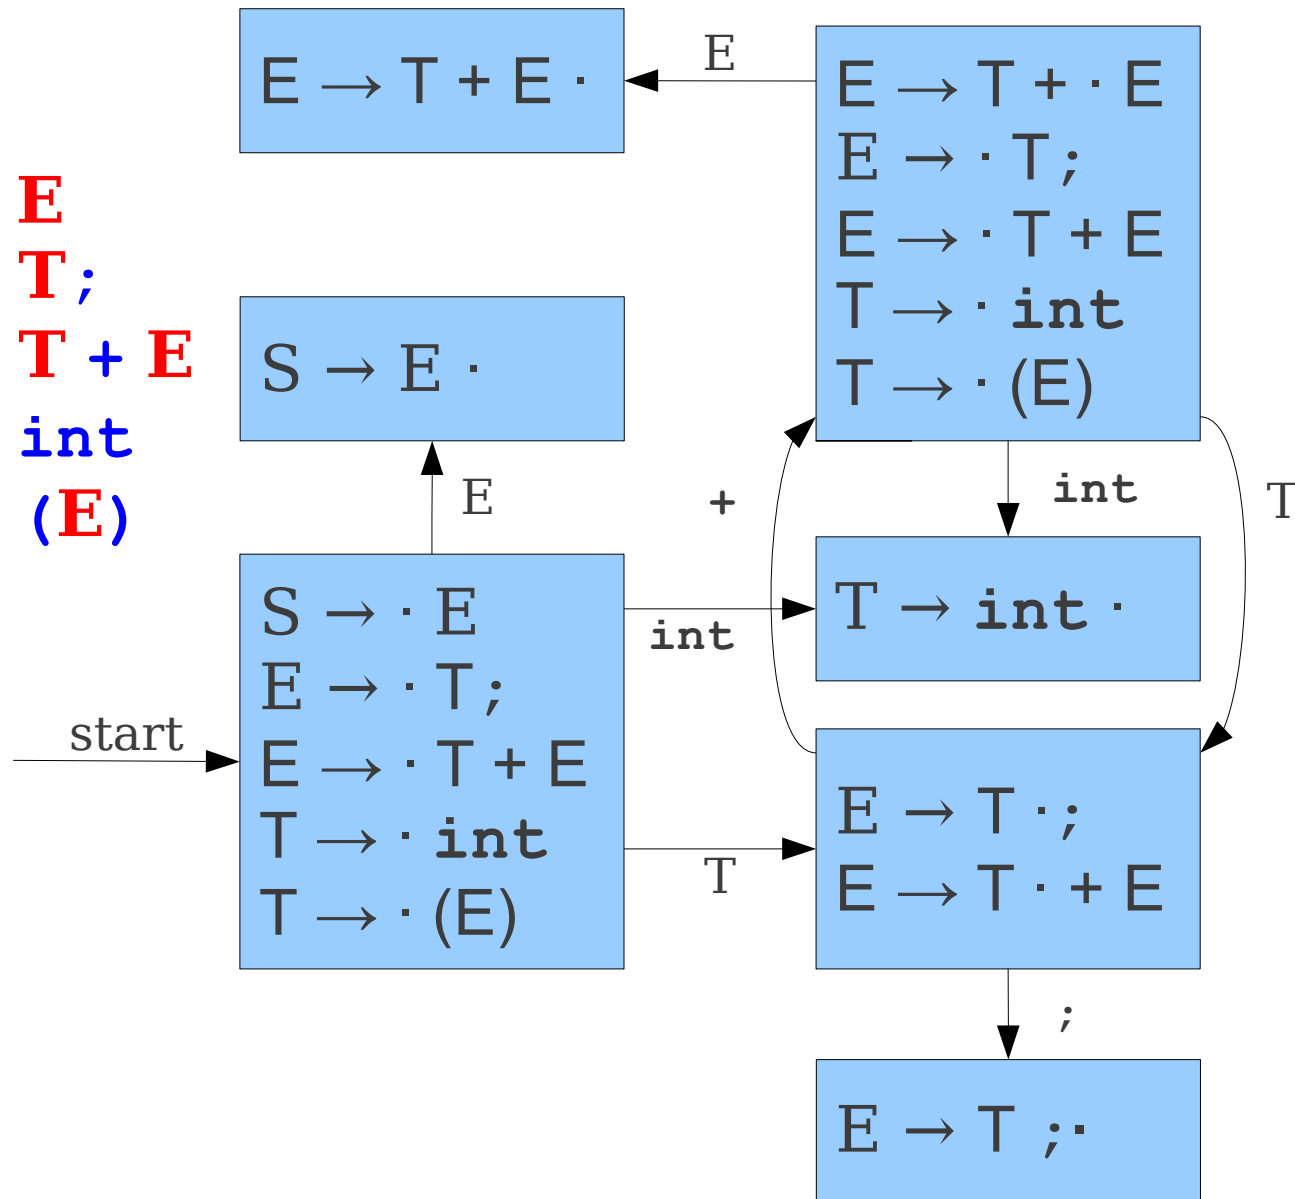 E
T ;
T + E
int
(E)
E → T + E ·
E
E → T + · E
E → · T ;
E → · T + E
T → · int
T → · (E)
S → E ·
E
+
int
T
start
S → · E
E → · T ;
E → · T + E
T → · int
T → · (E)
int
T
T → int ·
E → T · ;
E → T · + E
;
E → T ; ·